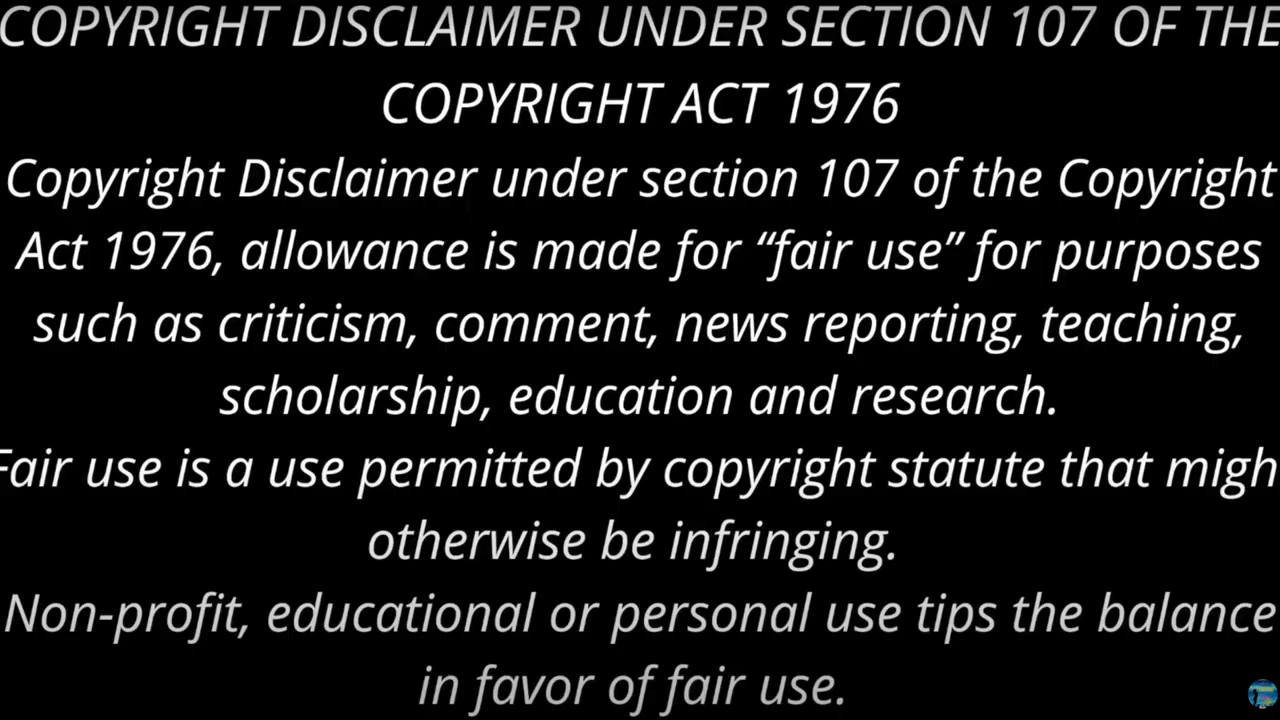 COPYRIGHT DISCLAIMER UNDER SECTION 107 OF THE
COPYRIGHT ACT 1976
Copyright Disclaimer under section 107 of the Copyright
Act 1976, allowance is made for “fair use” for purposes
such as criticism, comment, news reporting, teaching,
scholarship, education and research.
Fair use is a use permitted by copyright statute that migh
otherwise be infringing.
Non-profit, educational or personal use tips the balance
in favor of fair use.